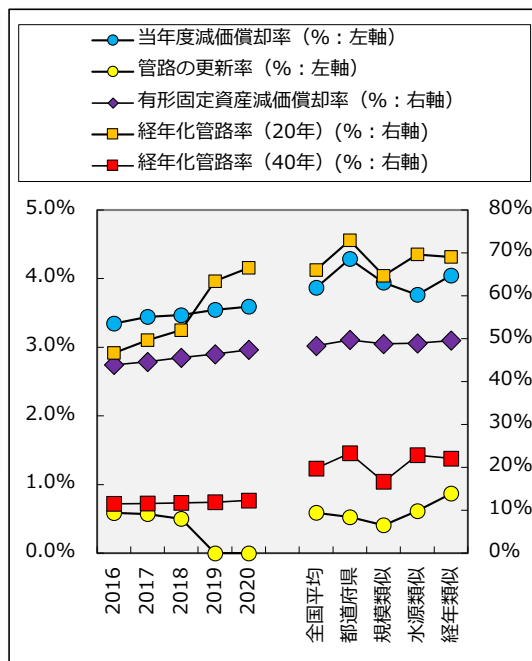 当年度減価償却率（%：左軸）
管路の更新率（%：左軸）
有形固定資産減価償却率（%：右軸）
経年化管路率（20年）(%：右軸)
経年化管路率（40年）(%：右軸)
5.0%
4.0%
3.0%
2.0%
1.0%
0.0%
80%
70%
60%
50%
40%
30%
20%
10%
0%
2016
2017
2018
2019
2020
全国平均
都道府県
規模類似
水源類似
経年類似